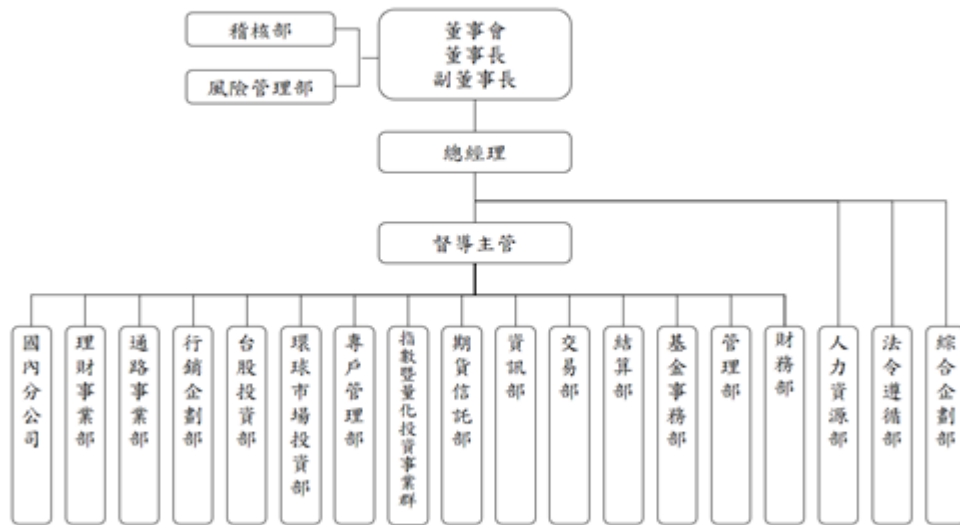 稽核部
風險管理部
董事會
董事長
副董事長
總經理
督導主管
國內分公司
理財事業部
通路事業部
行銷企劃部
台股投資部
環球市場投資部
專戶管理部
指數暨量化投資事業群
期貨信託部
資訊部
交易部
結算部
基金事務部
管理部
財務部
人力資源部
法令遵循部
綜合企劃部